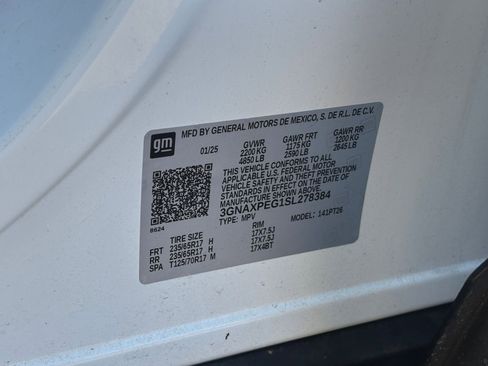 gm
MFD BY GENERAL MOTORS DE MEXICO, S. DE R.L. DE C.V.
01/25 GVWR GAWR FRT GAWR RR
2200 KG 1175 KG 1200 KG
4850 LB 2590 LB 2645 LB
THIS VEHICLE CONFORMS TO ALL
APPLICABLE U.S. FEDERAL MOTOR
VEHICLE SAFETY AND THEFT PREVENTION
STANDARDS IN EFFECT ON THE DATE OF
MANUFACTURE SHOWN ABOVE.
3GNAXPEG1SL278384
8624 TYPE: MPV MODEL: 141PT26
TIRE SIZE RIM
FRT 235/65R17 H 17X7.5J
RR 235/65R17 H 17X7.5J
SPA T125/70R17 M 17X4BT